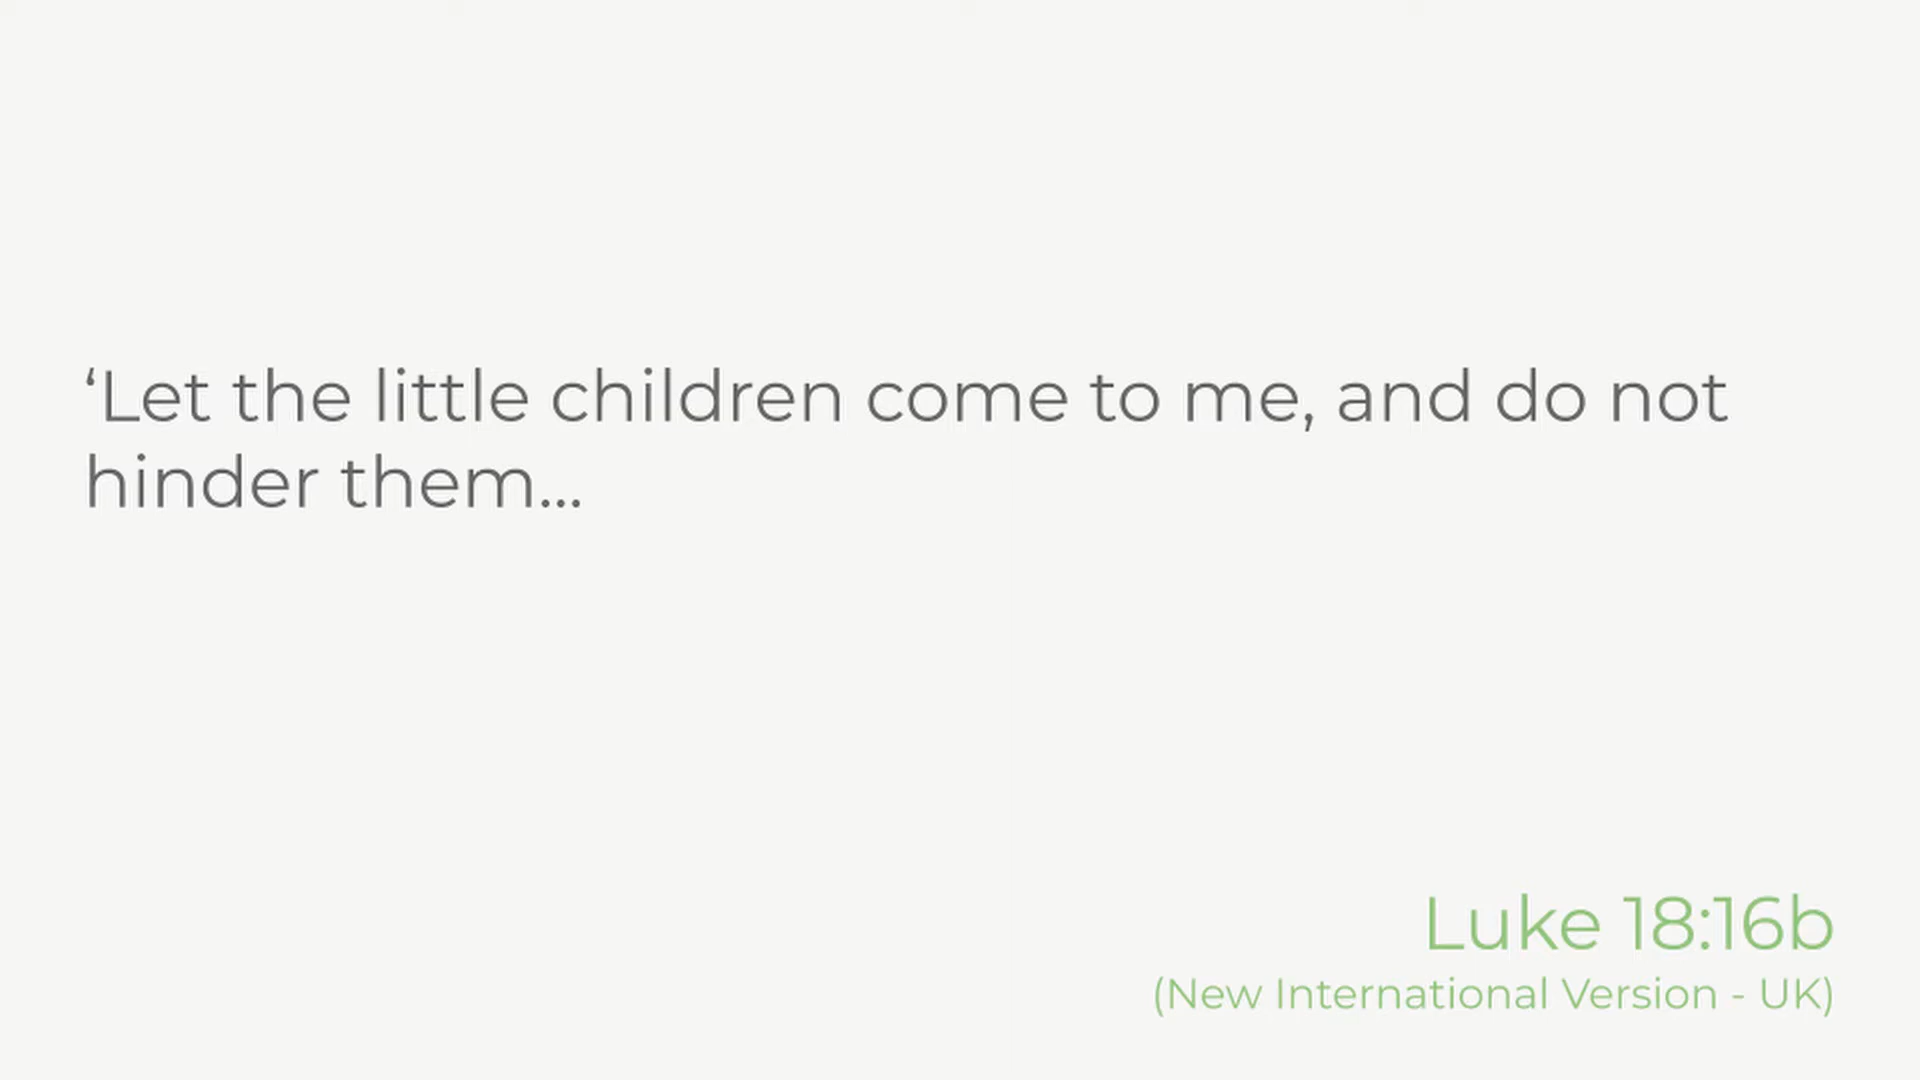 ‘Let the little children come to me, and do not
hinder them...
Luke 18:16b
(New International Version - UK)